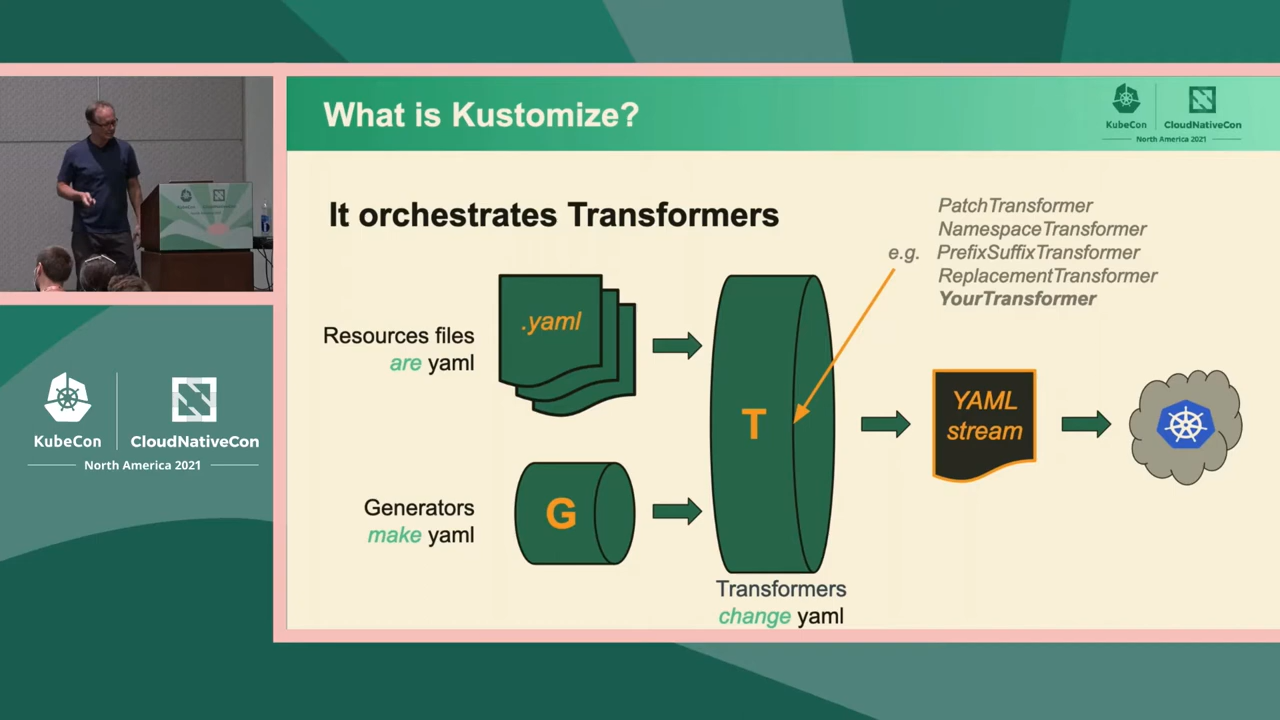 What is Kustomize?
KubeCon
CloudNativeCon
North America 2021
It orchestrates Transformers
PatchTransformer
NamespaceTransformer
e.g. PrefixSuffixTransformer
ReplacementTransformer
YourTransformer
Resources files
are yaml
.yaml
T
YAML
stream
Generators
make yaml
G
Transformers
change yaml
KubeCon
CloudNativeCon
North America 2021